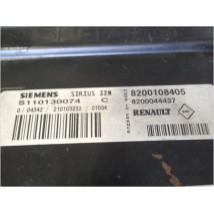 SIEMENS SIRIUS 32N
S110130074 C
8200108405
8200044437
RENAULT